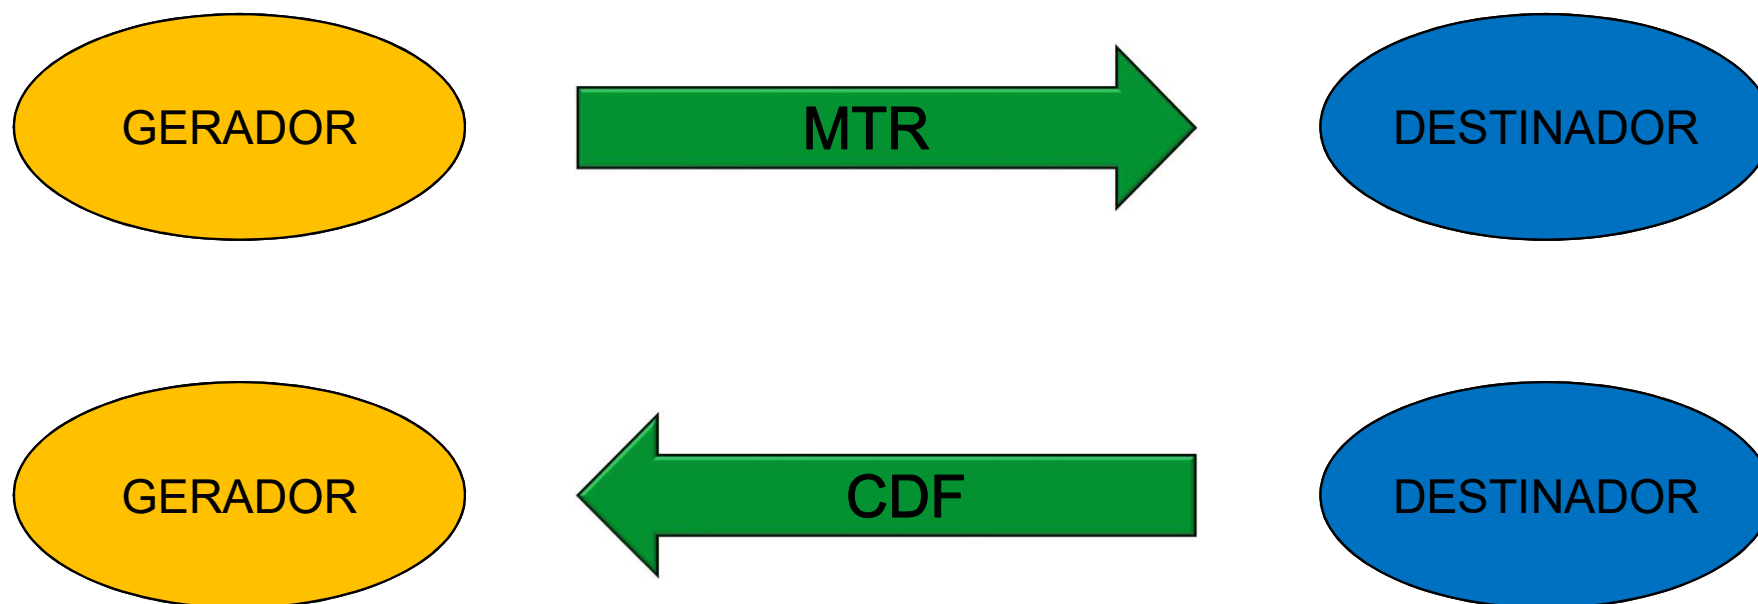 GERADOR
MTR
DESTINADOR
GERADOR
CDF
DESTINADOR